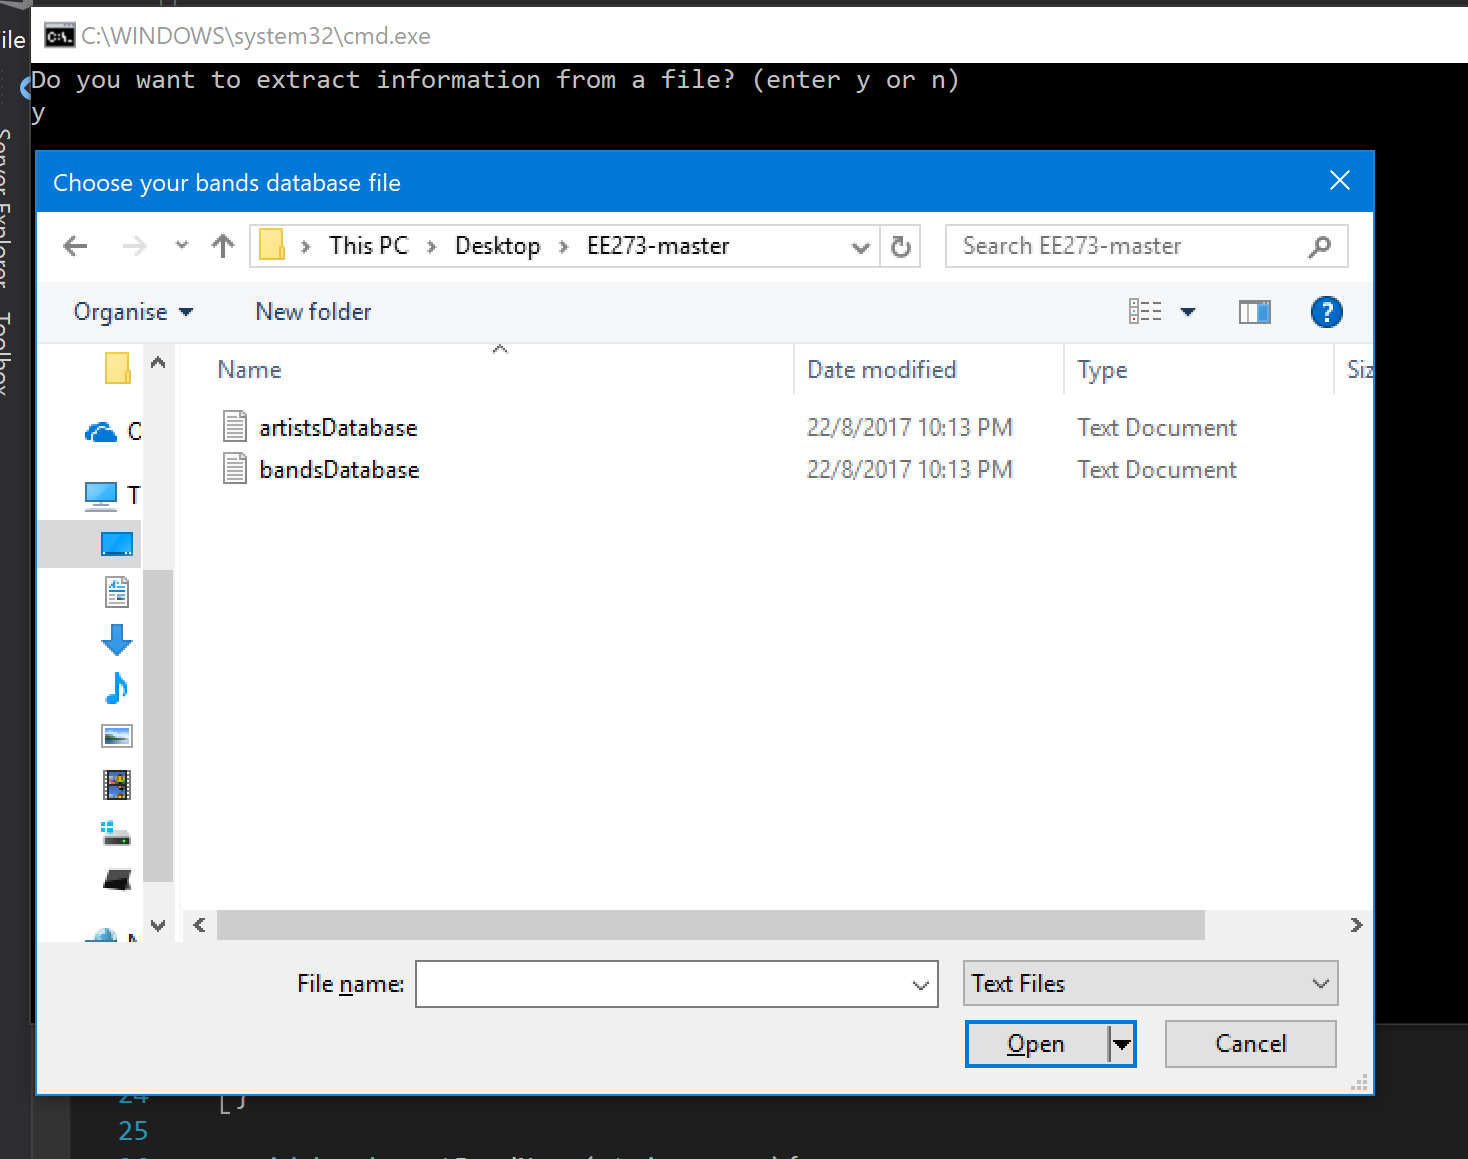 ile
C:\WINDOWS\system32\cmd.exe
Do you want to extract information from a file? (enter y or n)
y
Server Explorer
Toolbox
Choose your bands database file
This PC
Desktop
EE273-master
Search EE273-master
Organise
New folder
Name
Date modified
Type
Siz
artistsDatabase
22/8/2017 10:13 PM
Text Document
bandsDatabase
22/8/2017 10:13 PM
Text Document
T
File name:
Text Files
Open
Cancel
24
}
25